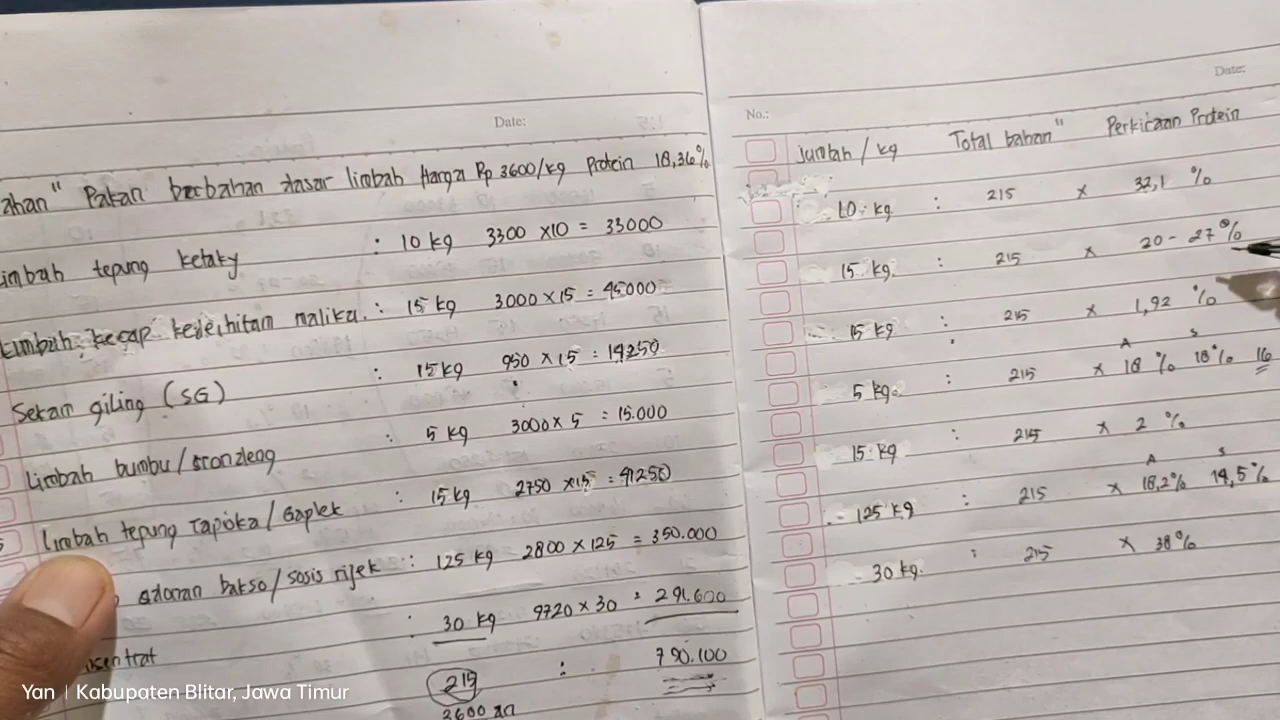 Date:
ahan" Pakan berbahan dasar limbah Harga Rp 3600/kg Protein 18,36%
imbah tepung ketaky : 10 kg 3300 x10 = 33000
Limbah kecap kedelhitam malika : 15 kg 3000 x 15 = 45000
Sekam giling (SG) : 15 kg 950 x 15 = 14250
Limbah bumbu/ : 5 kg 3000 x 5 = 15.000
Limbah tepung Tapioka / Gaplek : 15 kg 2750 x 15 = 41250
adonan bakso/sosis rijek : 125 kg 2800 x 125 = 350.000
sentrat : 30 kg 9720 x 30 = 291.600
215 : 790.100
3600 an
No.: Date:
Jumlah / kg Total bahan" Perkiraan Protein
10 kg : 215 x 32,1 %
15 kg : 215 x 20 - 27 %
15 kg : 215 x 1,92 %
A S
5 kg : 215 x 18 % 18 % 16
15 kg : 215 x 2 %
A S
125 kg : 215 x 18,2% 14,5%
30 kg. : 215 x 38%
Yan | Kabupaten Blitar, Jawa Timur